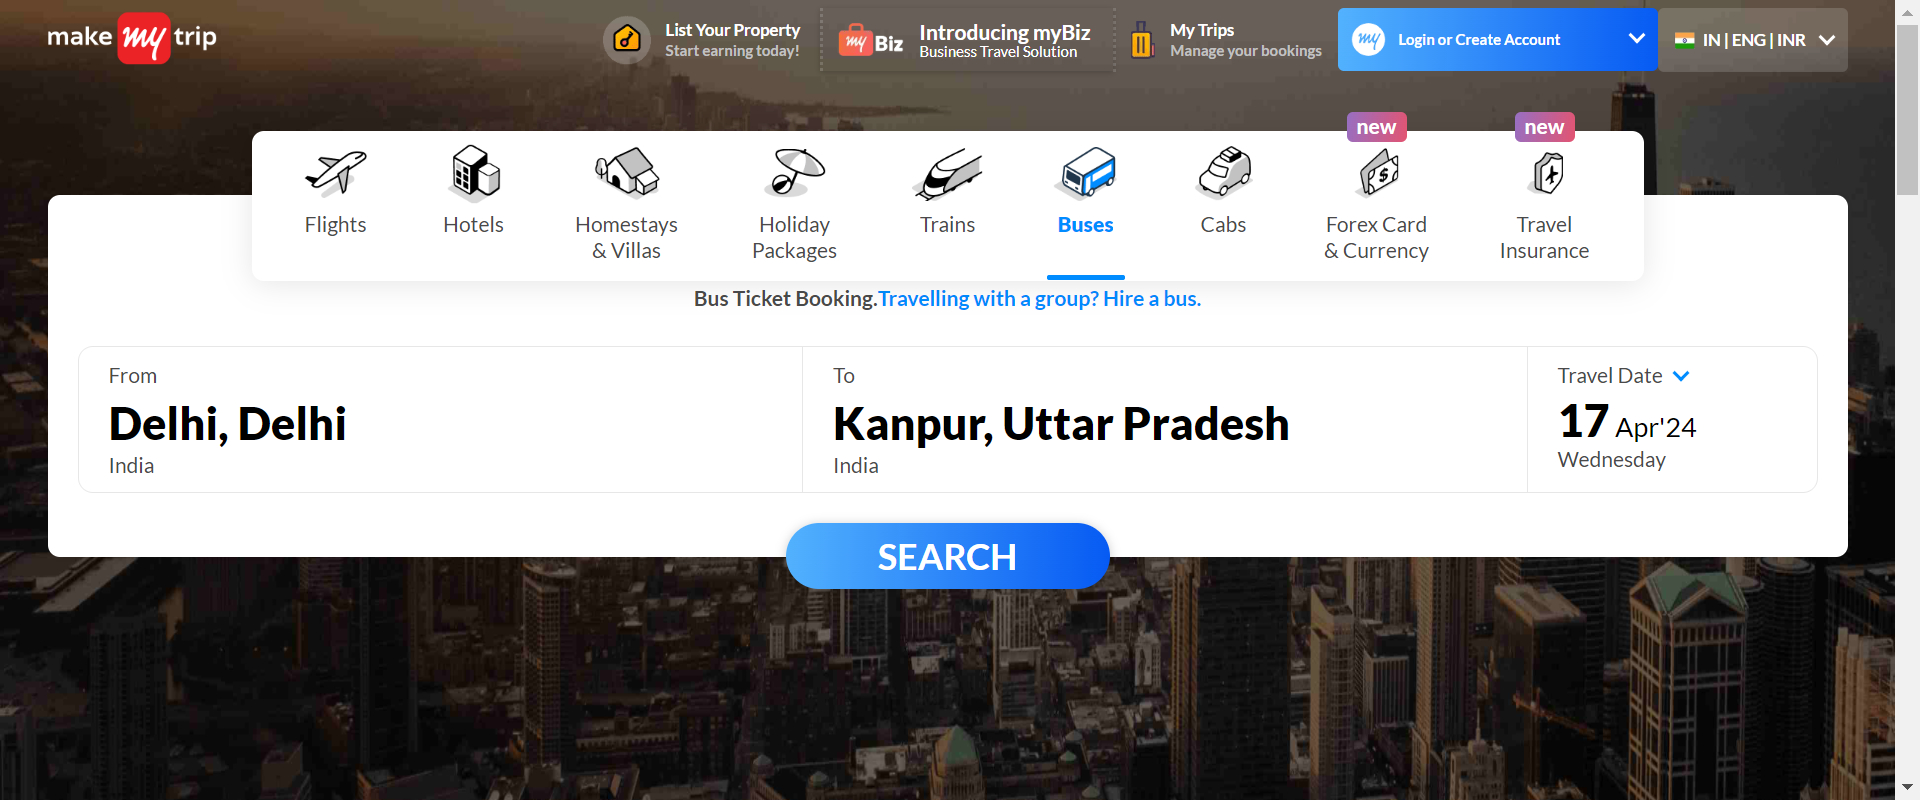 make my trip
List Your Property
Start earning today!
my Biz
Introducing myBiz
Business Travel Solution
My Trips
Manage your bookings
my
Login or Create Account
IN | ENG | INR
new
new
Flights
Hotels
Homestays
& Villas
Holiday
Packages
Trains
Buses
Cabs
Forex Card
& Currency
Travel
Insurance
Bus Ticket Booking.Travelling with a group? Hire a bus.
From
Delhi, Delhi
India
To
Kanpur, Uttar Pradesh
India
Travel Date
17 Apr'24
Wednesday
SEARCH